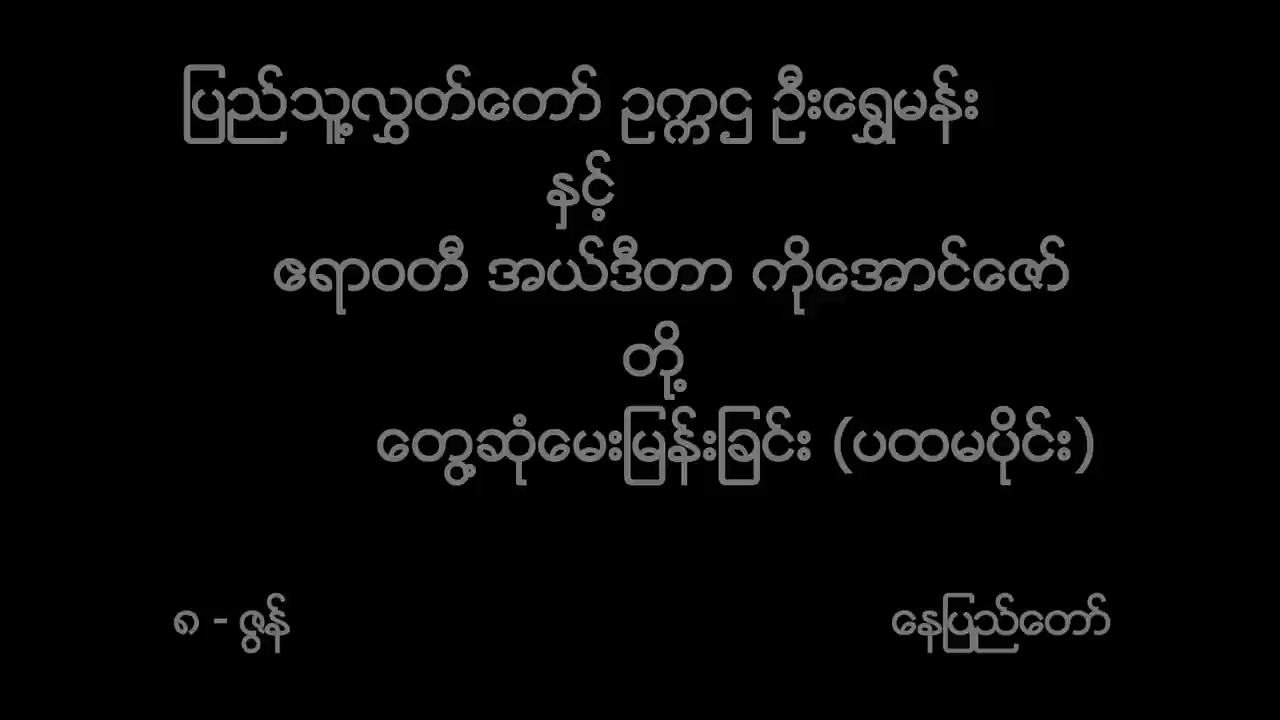 ပြည်သူ့လွှတ်တော် ဥက္ကဌ ဦးရွှေမန်း
နှင့်
ဧရာဝတီ အယ်ဒီတာ ကိုအောင်ဇော်
တို့
တွေ့ဆုံမေးမြန်းခြင်း (ပထမပိုင်း)
၈ - ဇွန်
နေပြည်တော်